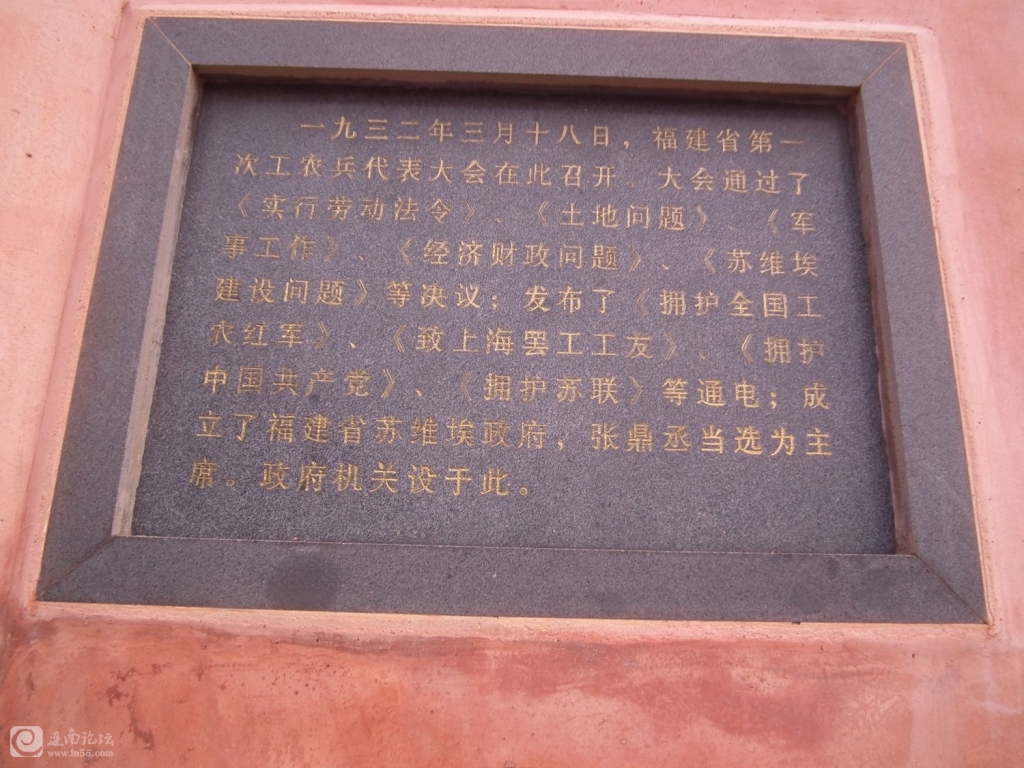 一九三二年三月十八日，福建省第一
次工农兵代表大会在此召开。大会通过了
《实行劳动法令》、《土地问题》、《军
事工作》、《经济财政问题》、《苏维埃
建设问题》等决议；发布了《拥护全国工
农红军》、《致上海罢工工友》、《拥护
中国共产党》、《拥护苏联》等通电；成
立了福建省苏维埃政府，张鼎丞当选为主
席。政府机关设于此。
连南论坛
www.ln56.com